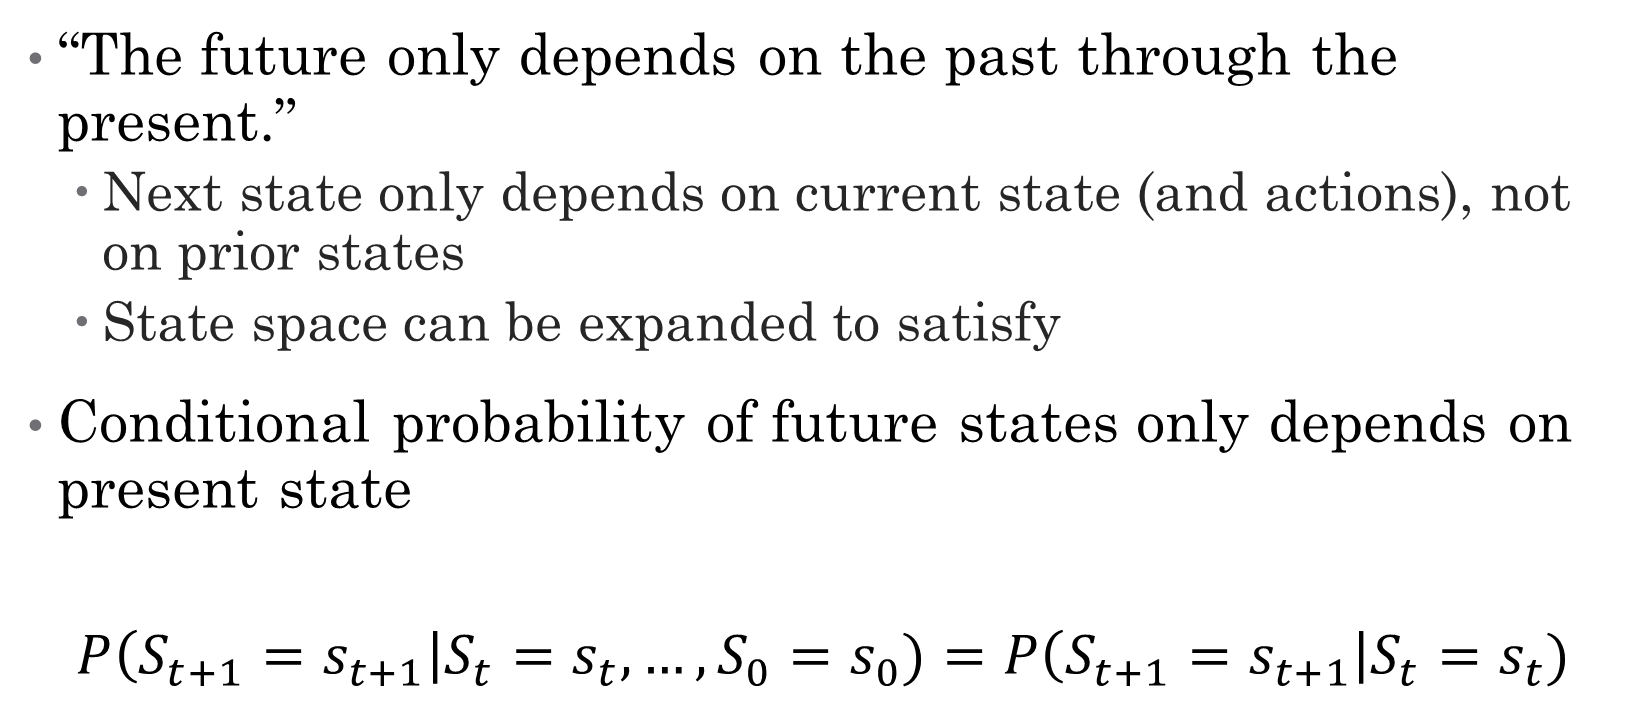 • “The future only depends on the past through the
present.”
• Next state only depends on current state (and actions), not
on prior states
• State space can be expanded to satisfy
• Conditional probability of future states only depends on
present state
P(S_{t+1} = s_{t+1}|S_t = s_t, … , S_0 = s_0) = P(S_{t+1} = s_{t+1}|S_t = s_t)